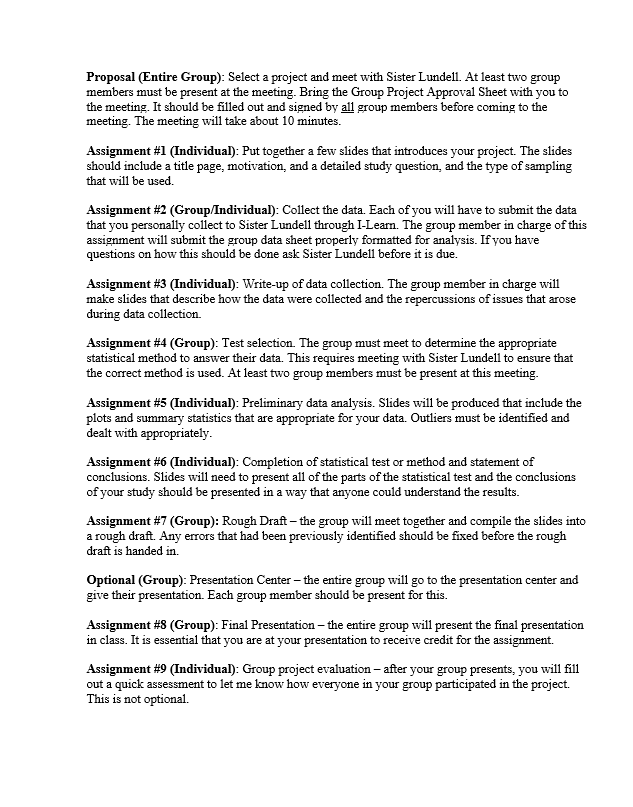 Proposal (Entire Group): Select a project and meet with Sister Lundell. At least two group
members must be present at the meeting. Bring the Group Project Approval Sheet with you to
the meeting. It should be filled out and signed by all group members before coming to the
meeting. The meeting will take about 10 minutes.
Assignment #1 (Individual): Put together a few slides that introduces your project. The slides
should include a title page, motivation, and a detailed study question, and the type of sampling
that will be used.
Assignment #2 (Group/Individual): Collect the data. Each of you will have to submit the data
that you personally collect to Sister Lundell through I-Learn. The group member in charge of this
assignment will submit the group data sheet properly formatted for analysis. If you have
questions on how this should be done ask Sister Lundell before it is due.
Assignment #3 (Individual): Write-up of data collection. The group member in charge will
make slides that describe how the data were collected and the repercussions of issues that arose
during data collection.
Assignment #4 (Group): Test selection. The group must meet to determine the appropriate
statistical method to answer their data. This requires meeting with Sister Lundell to ensure that
the correct method is used. At least two group members must be present at this meeting.
Assignment #5 (Individual): Preliminary data analysis. Slides will be produced that include the
plots and summary statistics that are appropriate for your data. Outliers must be identified and
dealt with appropriately.
Assignment #6 (Individual): Completion of statistical test or method and statement of
conclusions. Slides will need to present all of the parts of the statistical test and the conclusions
of your study should be presented in a way that anyone could understand the results.
Assignment #7 (Group): Rough Draft – the group will meet together and compile the slides into
a rough draft. Any errors that had been previously identified should be fixed before the rough
draft is handed in.
Optional (Group): Presentation Center – the entire group will go to the presentation center and
give their presentation. Each group member should be present for this.
Assignment #8 (Group): Final Presentation – the entire group will present the final presentation
in class. It is essential that you are at your presentation to receive credit for the assignment.
Assignment #9 (Individual): Group project evaluation – after your group presents, you will fill
out a quick assessment to let me know how everyone in your group participated in the project.
This is not optional.